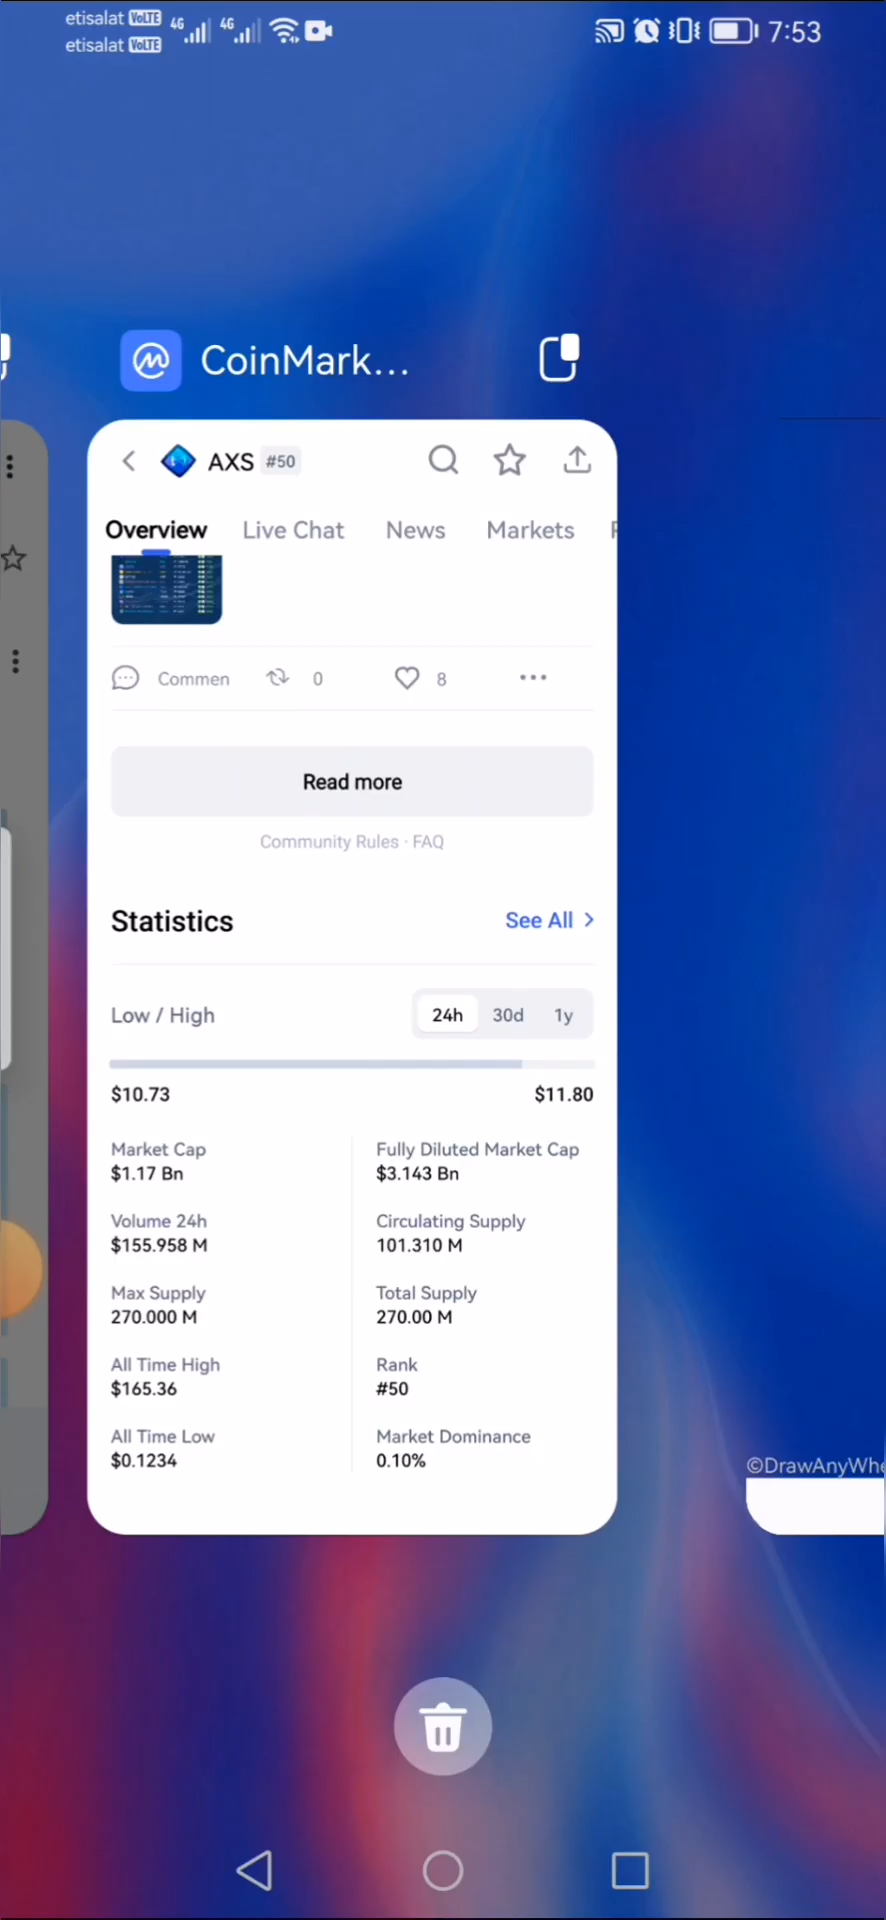 etisalat VoLTE 4G 4G 7:53
etisalat VoLTE
CoinMark...
AXS #50
Overview Live Chat News Markets
Commen 0 8
Read more
Community Rules · FAQ
Statistics See All
Low / High 24h 30d 1y
$10.73 $11.80
Market Cap Fully Diluted Market Cap
$1.17 Bn $3.143 Bn
Volume 24h Circulating Supply
$155.958 M 101.310 M
Max Supply Total Supply
270.000 M 270.00 M
All Time High Rank
$165.36 #50
All Time Low Market Dominance
$0.1234 0.10%
©DrawAnyWhe